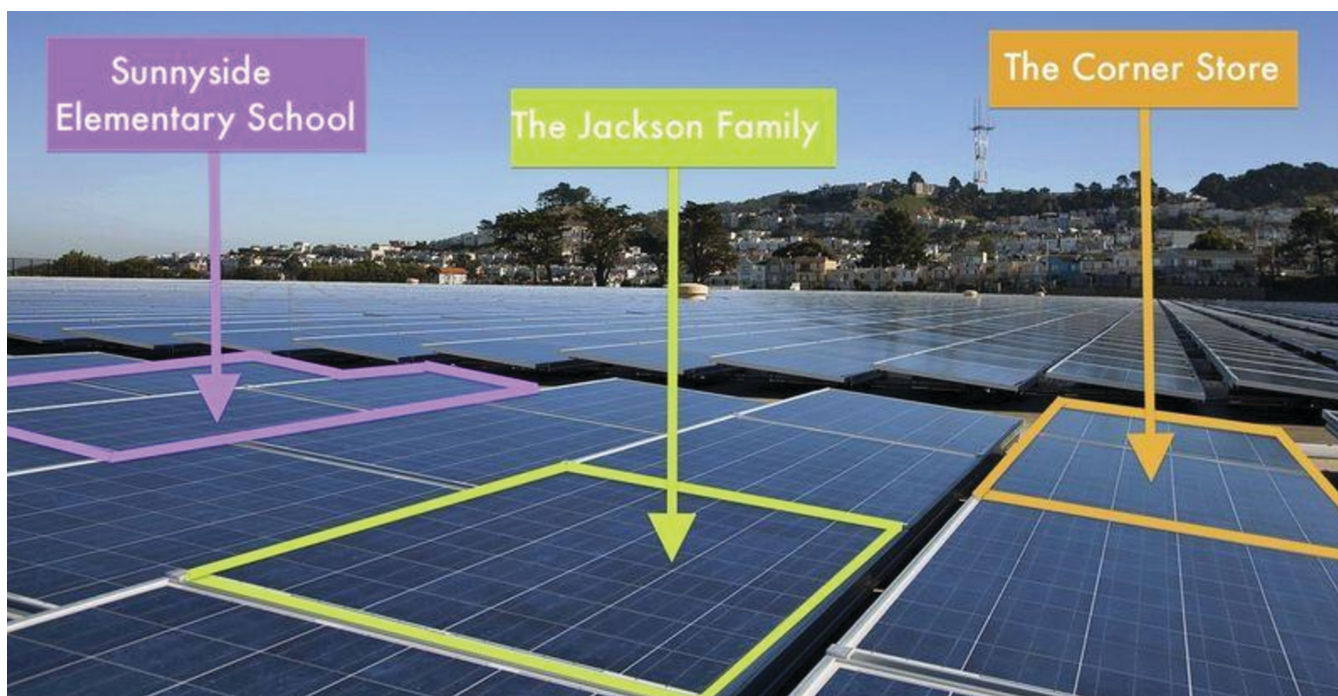 Sunnyside
Elementary School
The Jackson Family
The Corner Store